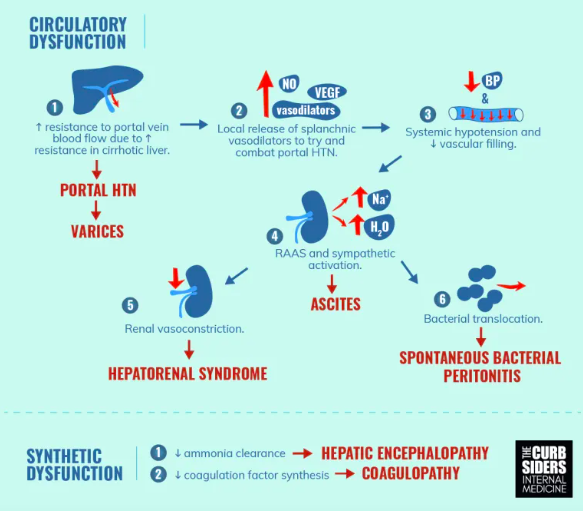 CIRCULATORY
DYSFUNCTION
1
↑ resistance to portal vein
blood flow due to ↑
resistance in cirrhotic liver.
PORTAL HTN
VARICES
NO
VEGF
vasodilators
2
Local release of splanchnic
vasodilators to try and
combat portal HTN.
BP
&
3
Systemic hypotension and
↓ vascular filling.
Na⁺
H₂O
4
RAAS and sympathetic
activation.
ASCITES
5
Renal vasoconstriction.
HEPATORENAL SYNDROME
6
Bacterial translocation.
SPONTANEOUS BACTERIAL
PERITONITIS
SYNTHETIC
DYSFUNCTION
1 ↓ ammonia clearance → HEPATIC ENCEPHALOPATHY
2 ↓ coagulation factor synthesis → COAGULOPATHY
THE CURB
SIDERS
INTERNAL
MEDICINE